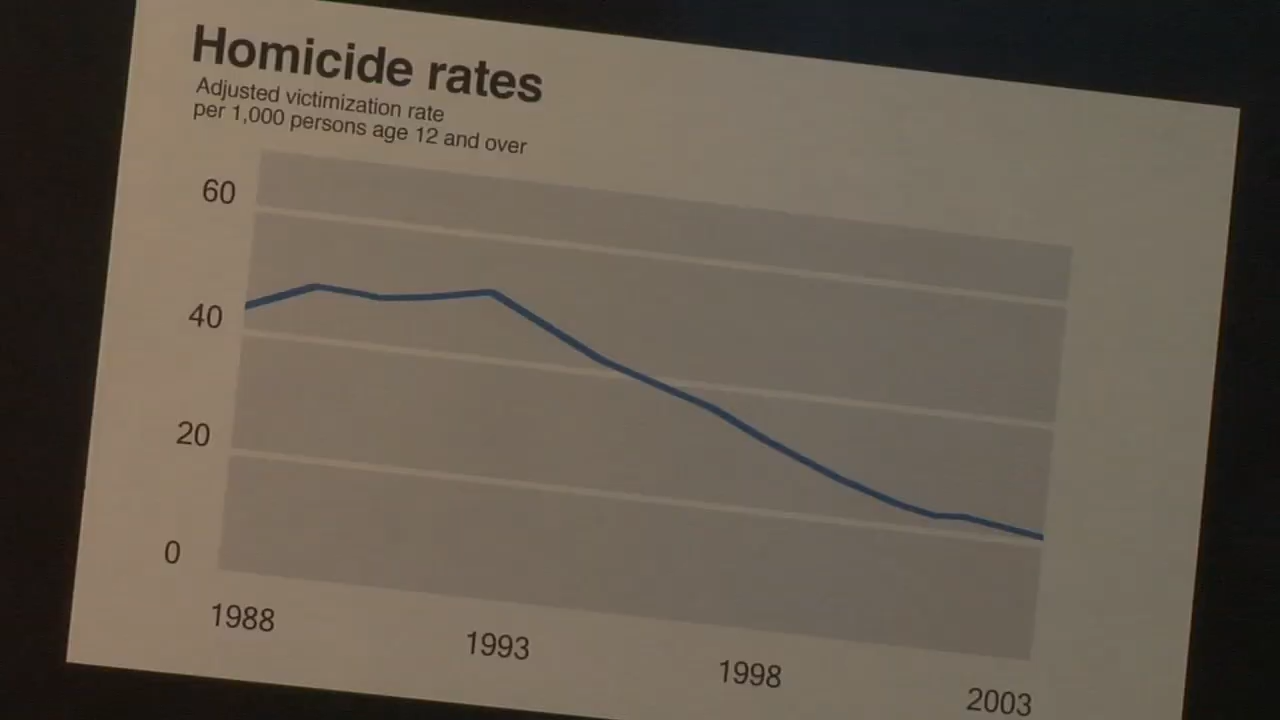 Homicide rates
Adjusted victimization rate
per 1,000 persons age 12 and over
60
40
20
0
1988
1993
1998
2003